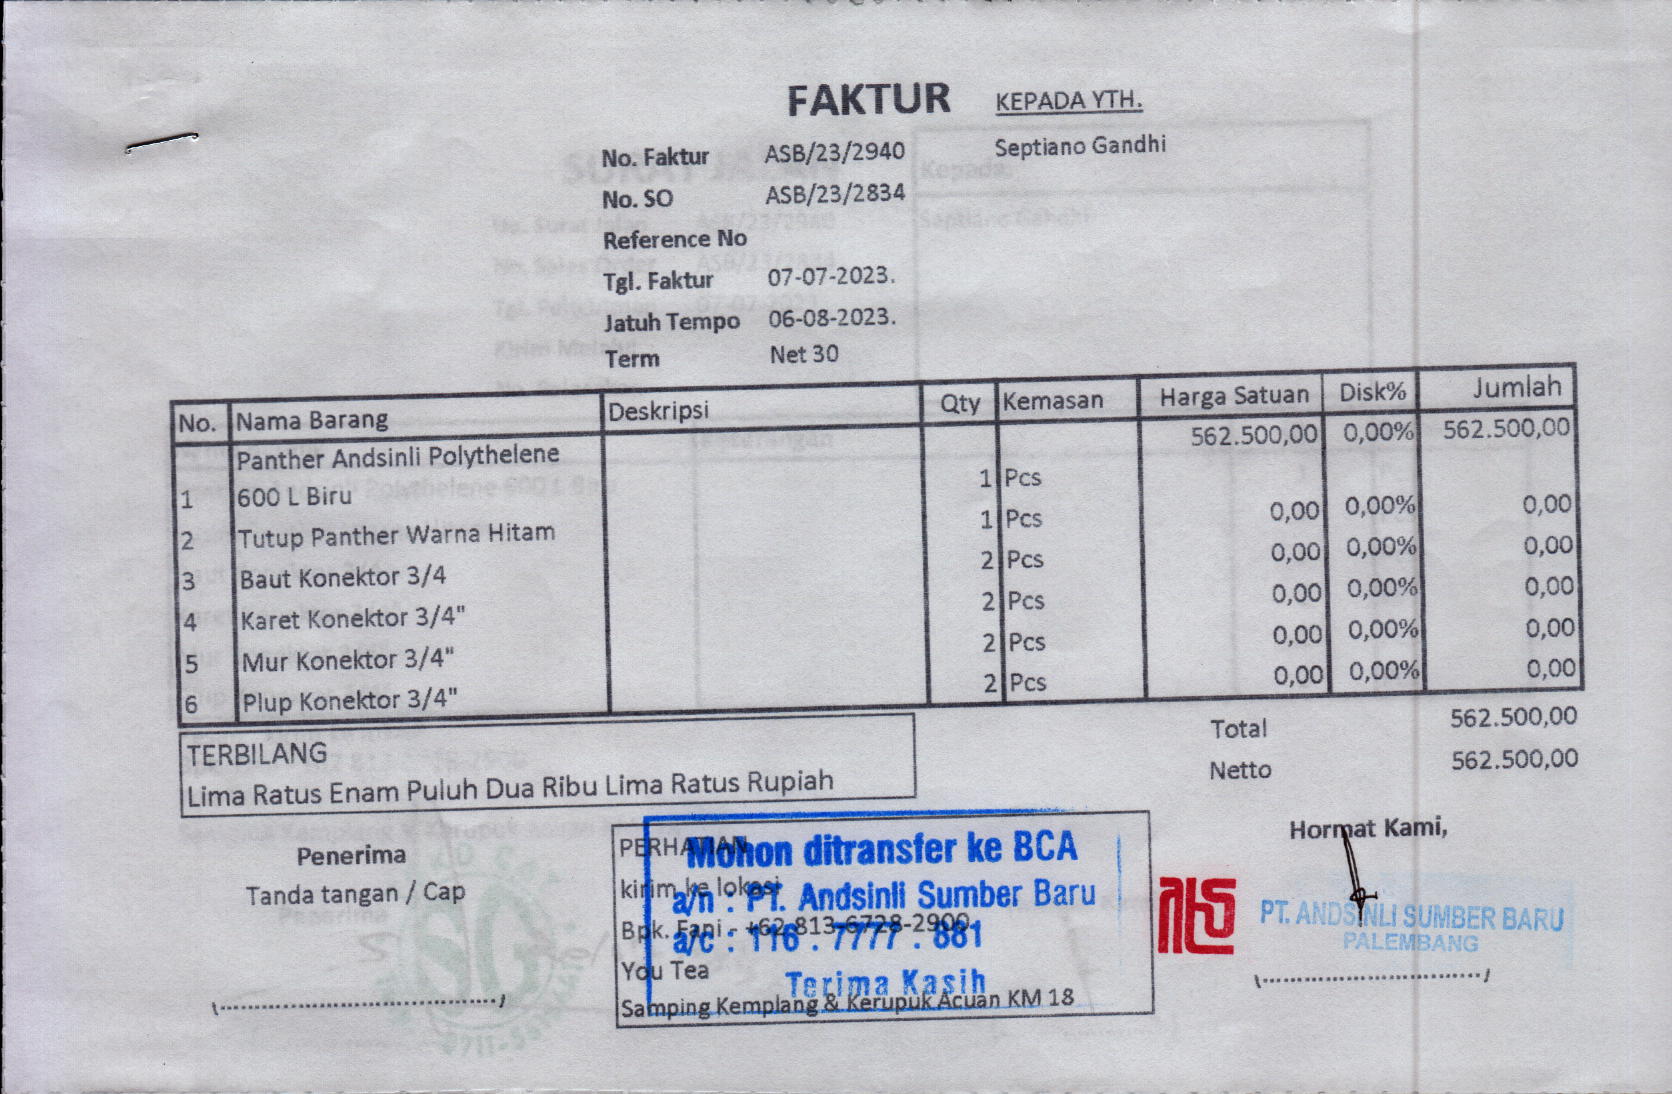 FAKTUR
KEPADA YTH.
No. Faktur ASB/23/2940
Septiano Gandhi
No. SO ASB/23/2834
Reference No
Tgl. Faktur 07-07-2023.
Jatuh Tempo 06-08-2023.
Term Net 30
No. Nama Barang Deskripsi Qty Kemasan Harga Satuan Disk% Jumlah
Panther Andsinli Polythelene 562.500,00 0,00% 562.500,00
1 600 L Biru 1 Pcs
2 Tutup Panther Warna Hitam 1 Pcs 0,00 0,00% 0,00
3 Baut Konektor 3/4 2 Pcs 0,00 0,00% 0,00
4 Karet Konektor 3/4" 2 Pcs 0,00 0,00% 0,00
5 Mur Konektor 3/4" 2 Pcs 0,00 0,00% 0,00
6 Plup Konektor 3/4" 2 Pcs 0,00 0,00% 0,00
Total 562.500,00
Netto 562.500,00
TERBILANG
Lima Ratus Enam Puluh Dua Ribu Lima Ratus Rupiah
Penerima
Tanda tangan / Cap
PERHATIAN
kirim ke lokasi
Bpk. Fani - +62 813-6728-2900
You Tea
Samping Kemplang & Kerupuk Acuan KM 18
Mohon ditransfer ke BCA
a/n : PT. Andsinli Sumber Baru
a/c : 116 . 7777 . 881
Terima Kasih
Hormat Kami,
PT. ANDSINLI SUMBER BARU
PALEMBANG